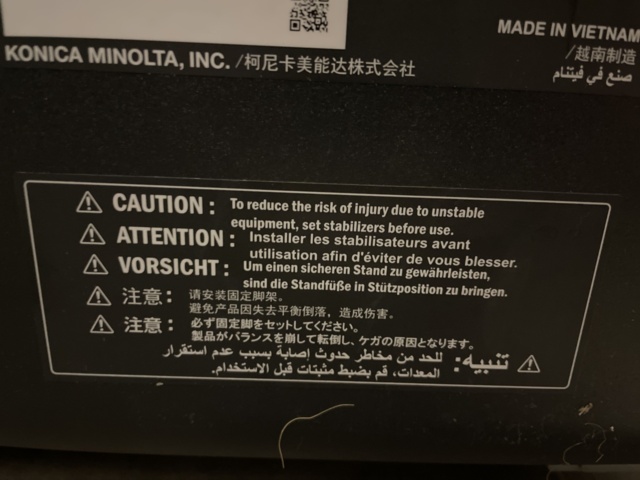 KONICA MINOLTA, INC. /柯尼卡美能达株式会社
MADE IN VIETNAM
/越南制造
صنع في فيتنام
CAUTION : To reduce the risk of injury due to unstable
equipment, set stabilizers before use.
ATTENTION : Installer les stabilisateurs avant
utilisation afin d'éviter de vous blesser.
VORSICHT : Um einen sicheren Stand zu gewährleisten,
sind die Standfüße in Stützposition zu bringen.
注意: 请安装固定脚架。
避免产品因失去平衡倒落，造成伤害。
注意: 必ず固定脚をセットしてください。
製品がバランスを崩して転倒し、ケガの原因となります。
تنبيه: للحد من مخاطر حدوث إصابة بسبب عدم استقرار
المعدات، قم بضبط مثبتات قبل الاستخدام.